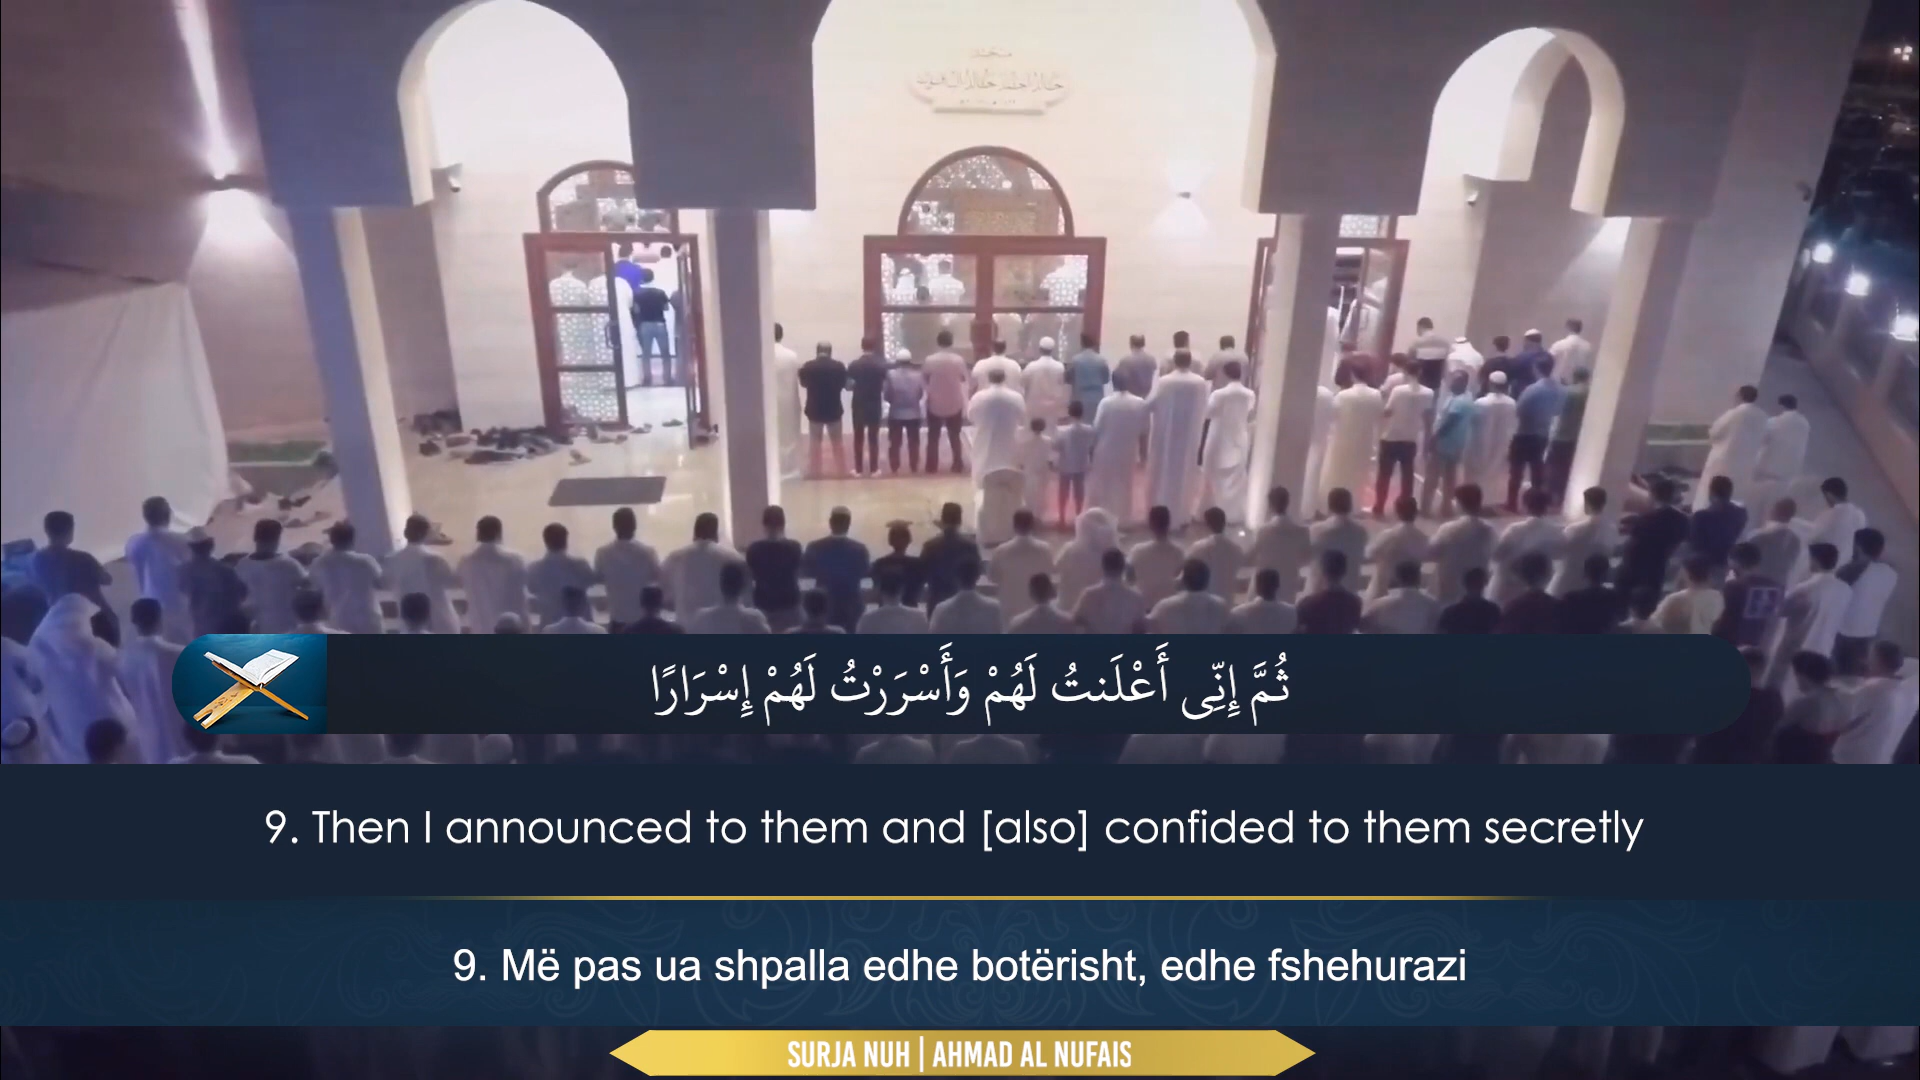 ثُمَّ إِنِّى أَعْلَنتُ لَهُمْ وَأَسْرَرْتُ لَهُمْ إِسْرَارًا
9. Then I announced to them and [also] confided to them secretly
9. Më pas ua shpalla edhe botërisht, edhe fshehurazi
SURJA NUH | AHMAD AL NUFAIS